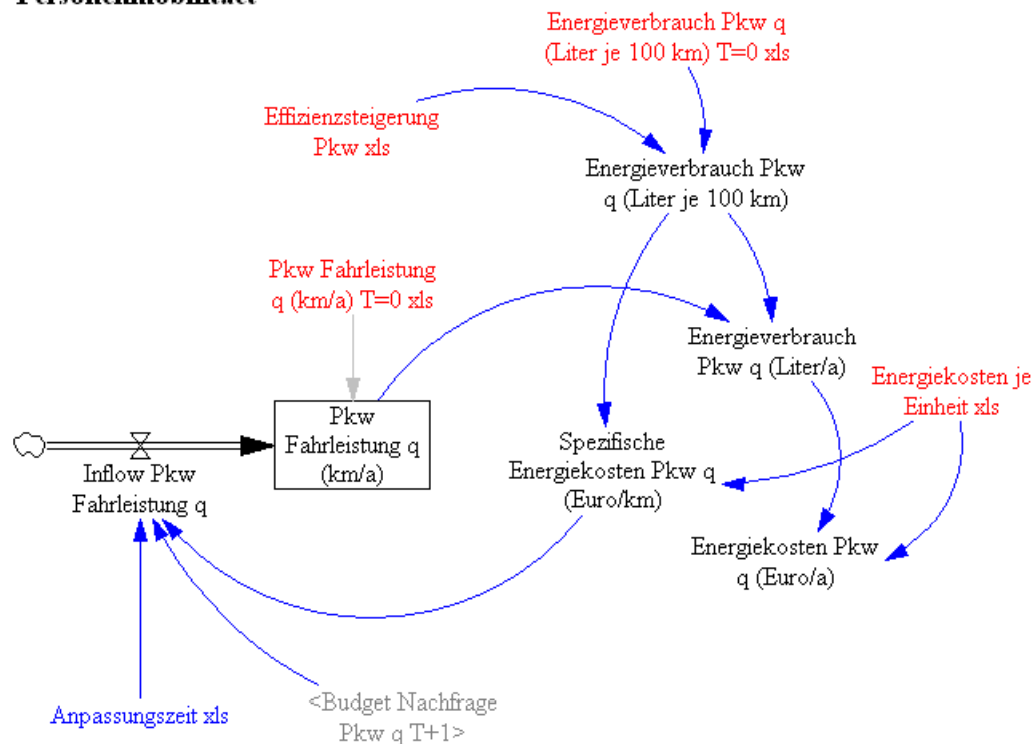 Energieverbrauch Pkw q
(Liter je 100 km) T=0 xls
Effizienzsteigerung
Pkw xls
Energieverbrauch Pkw
q (Liter je 100 km)
Pkw Fahrleistung
q (km/a) T=0 xls
Energieverbrauch
Pkw q (Liter/a)
Energiekosten je
Einheit xls
Pkw
Fahrleistung q
(km/a)
Inflow Pkw
Fahrleistung q
Spezifische
Energiekosten Pkw q
(Euro/km)
Energiekosten Pkw
q (Euro/a)
Anpassungszeit xls
<Budget Nachfrage
Pkw q T+1>